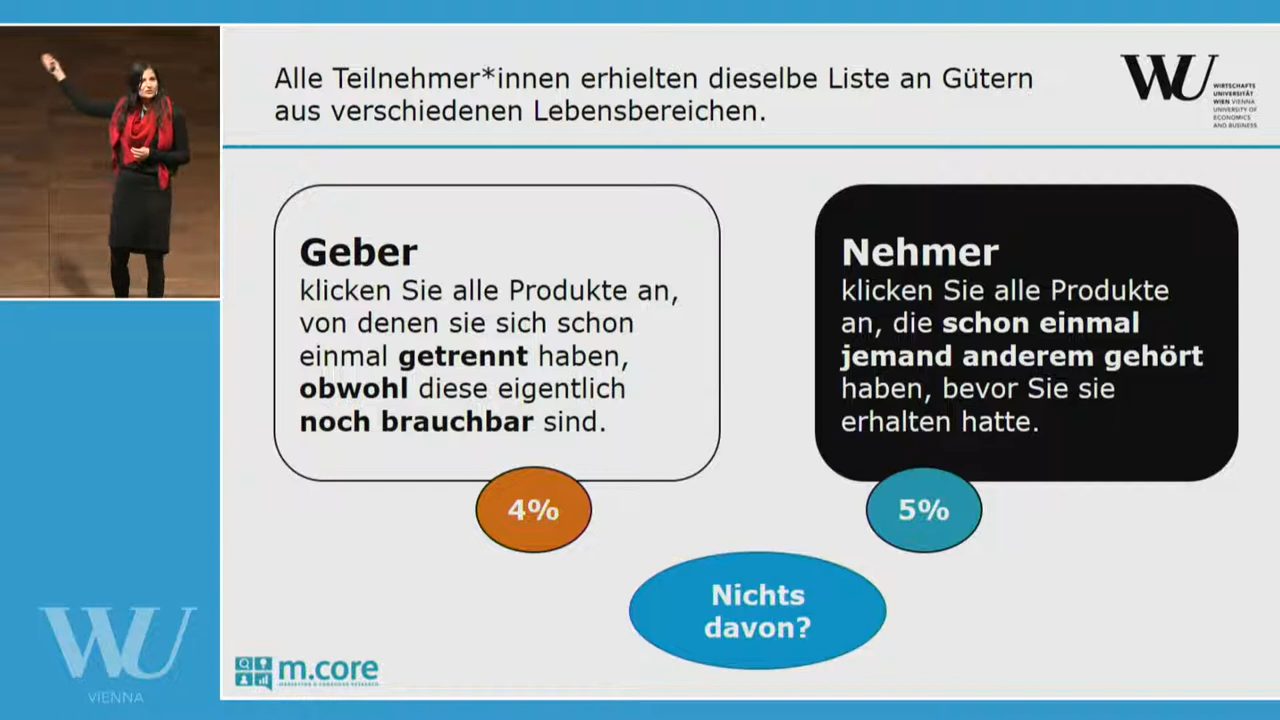 Alle Teilnehmer*innen erhielten dieselbe Liste an Gütern
aus verschiedenen Lebensbereichen.
WU
WIRTSCHAFTS
UNIVERSITÄT
WIEN VIENNA
UNIVERSITY OF
ECONOMICS
AND BUSINESS
Geber
klicken Sie alle Produkte an,
von denen sie sich schon
einmal getrennt haben,
obwohl diese eigentlich
noch brauchbar sind.
4%
Nehmer
klicken Sie alle Produkte
an, die schon einmal
jemand anderem gehört
haben, bevor Sie sie
erhalten hatte.
5%
Nichts
davon?
m.core
WU
VIENNA